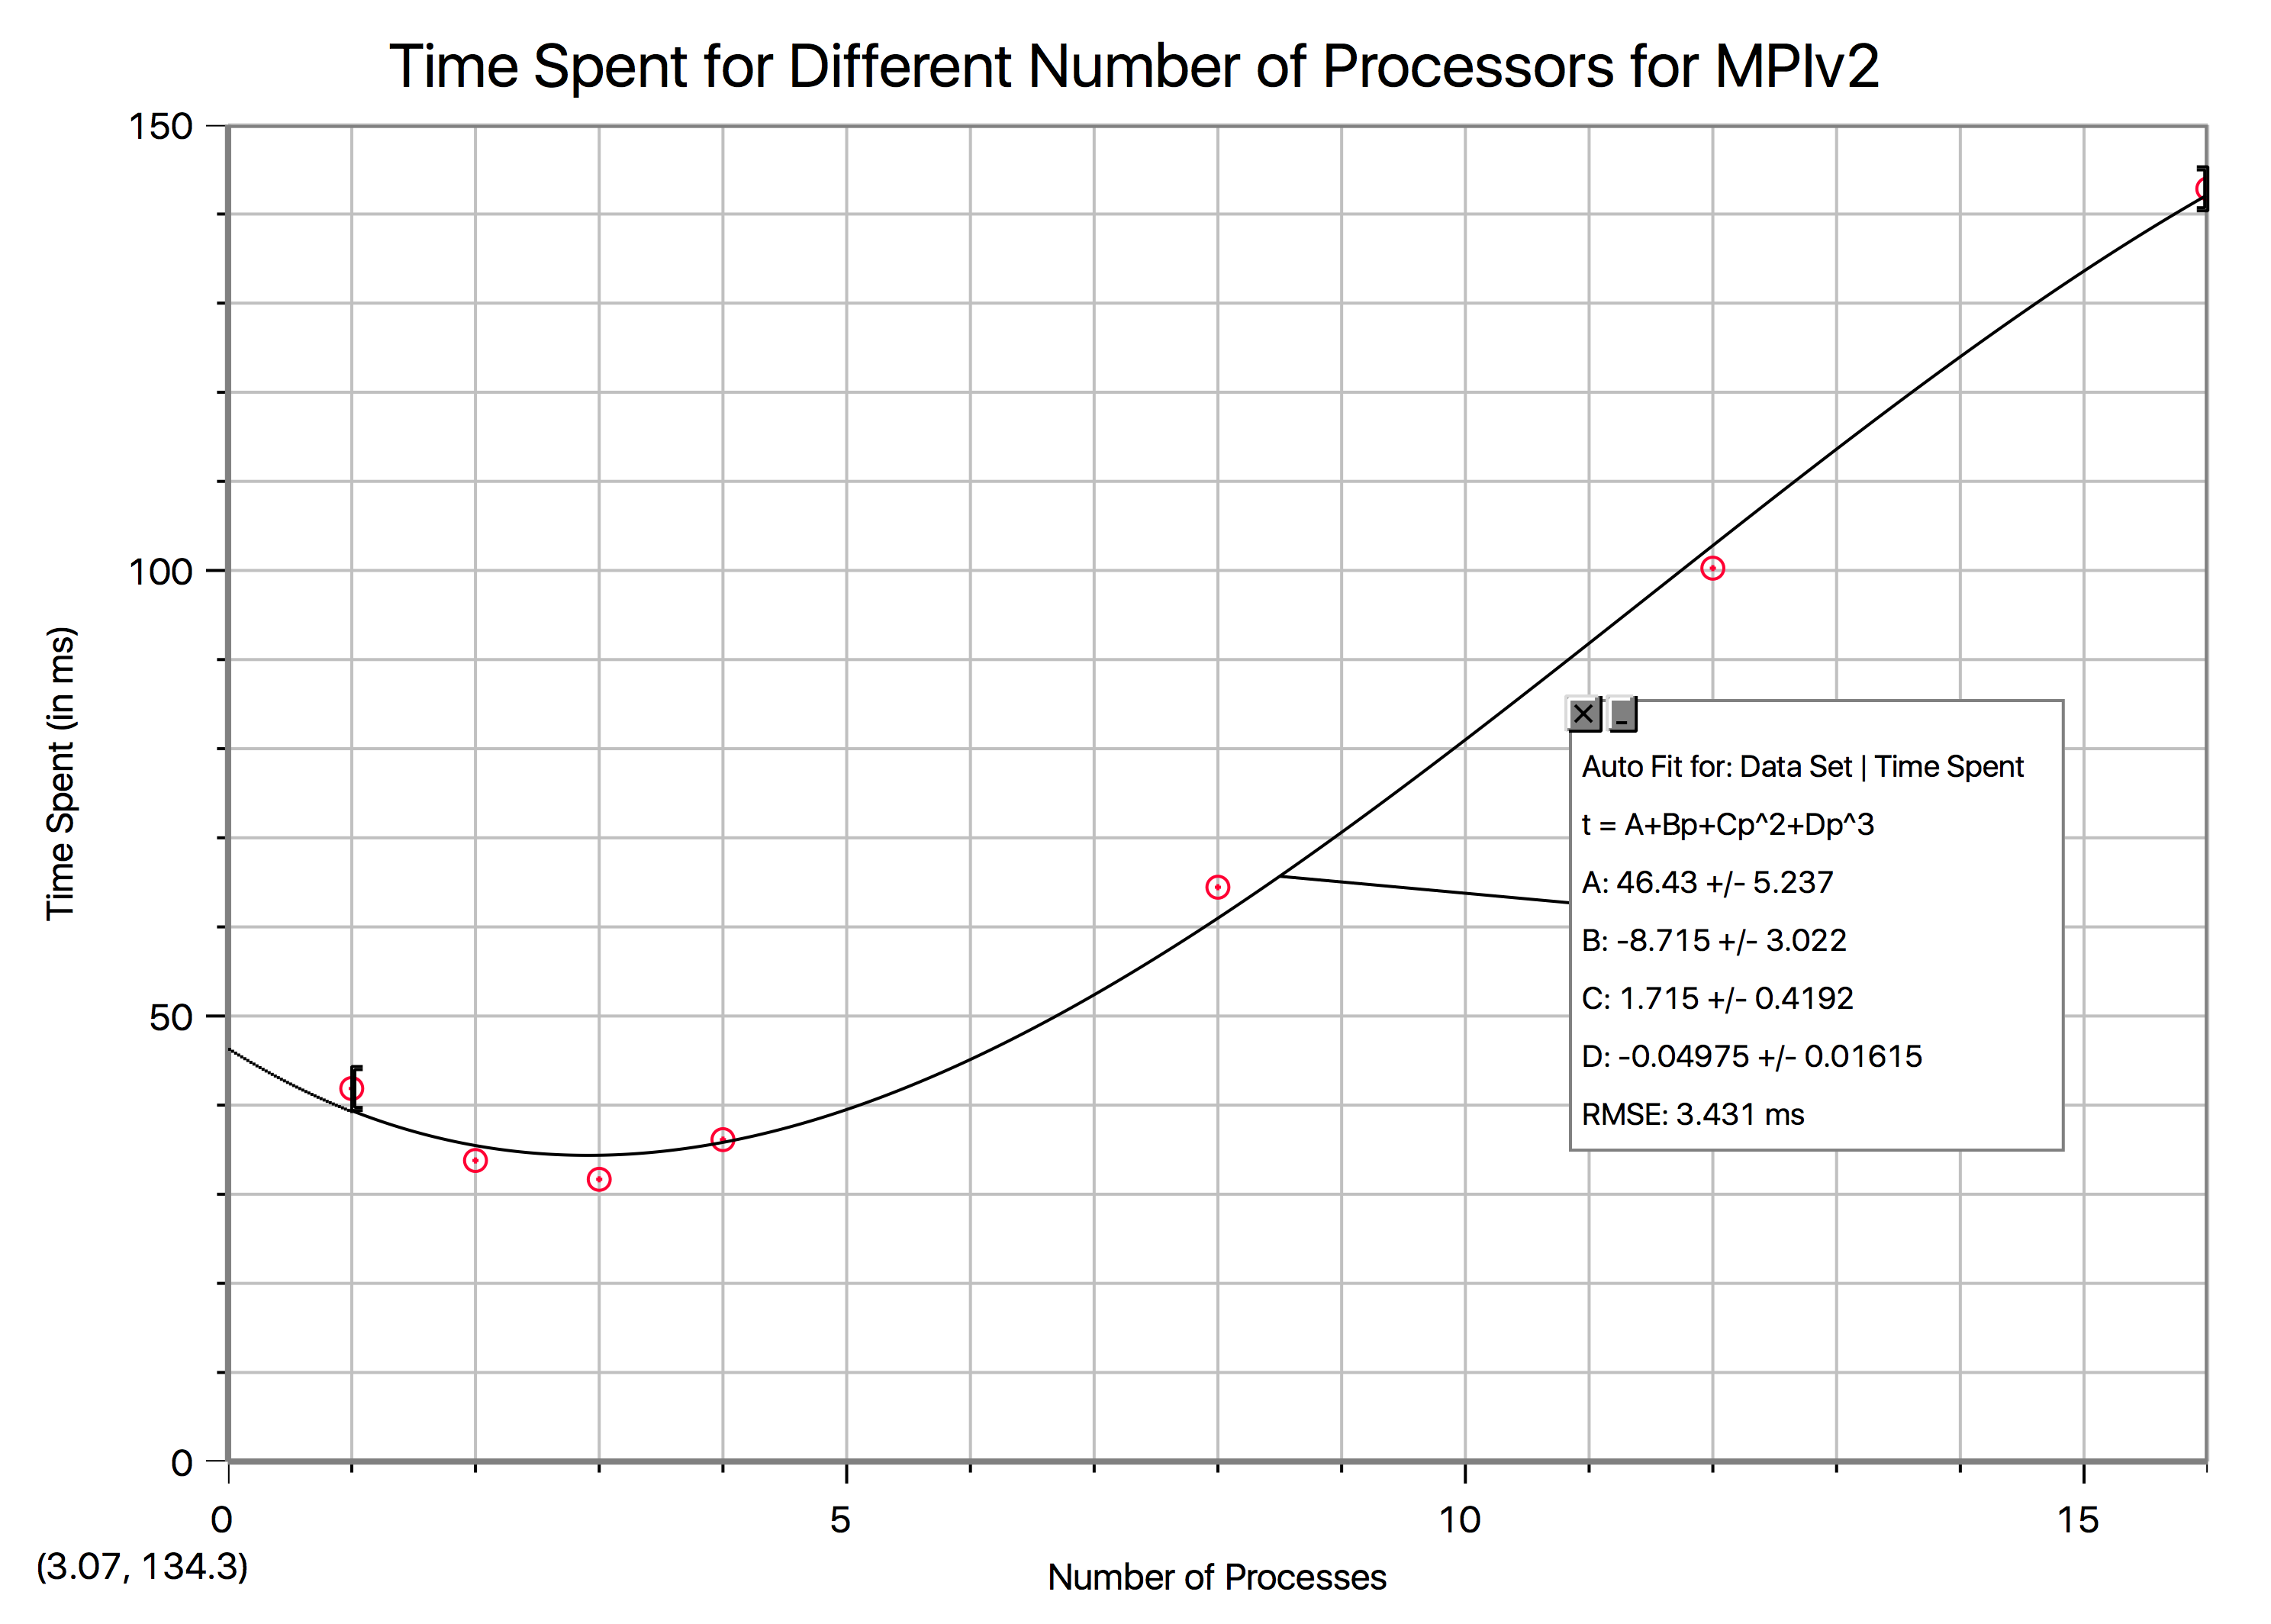 Time Spent for Different Number of Processors for MPIv2
150
100
50
0
Time Spent (in ms)
Auto Fit for: Data Set | Time Spent
t = A+Bp+Cp^2+Dp^3
A: 46.43 +/- 5.237
B: -8.715 +/- 3.022
C: 1.715 +/- 0.4192
D: -0.04975 +/- 0.01615
RMSE: 3.431 ms
0 5 10 15
(3.07, 134.3)
Number of Processes